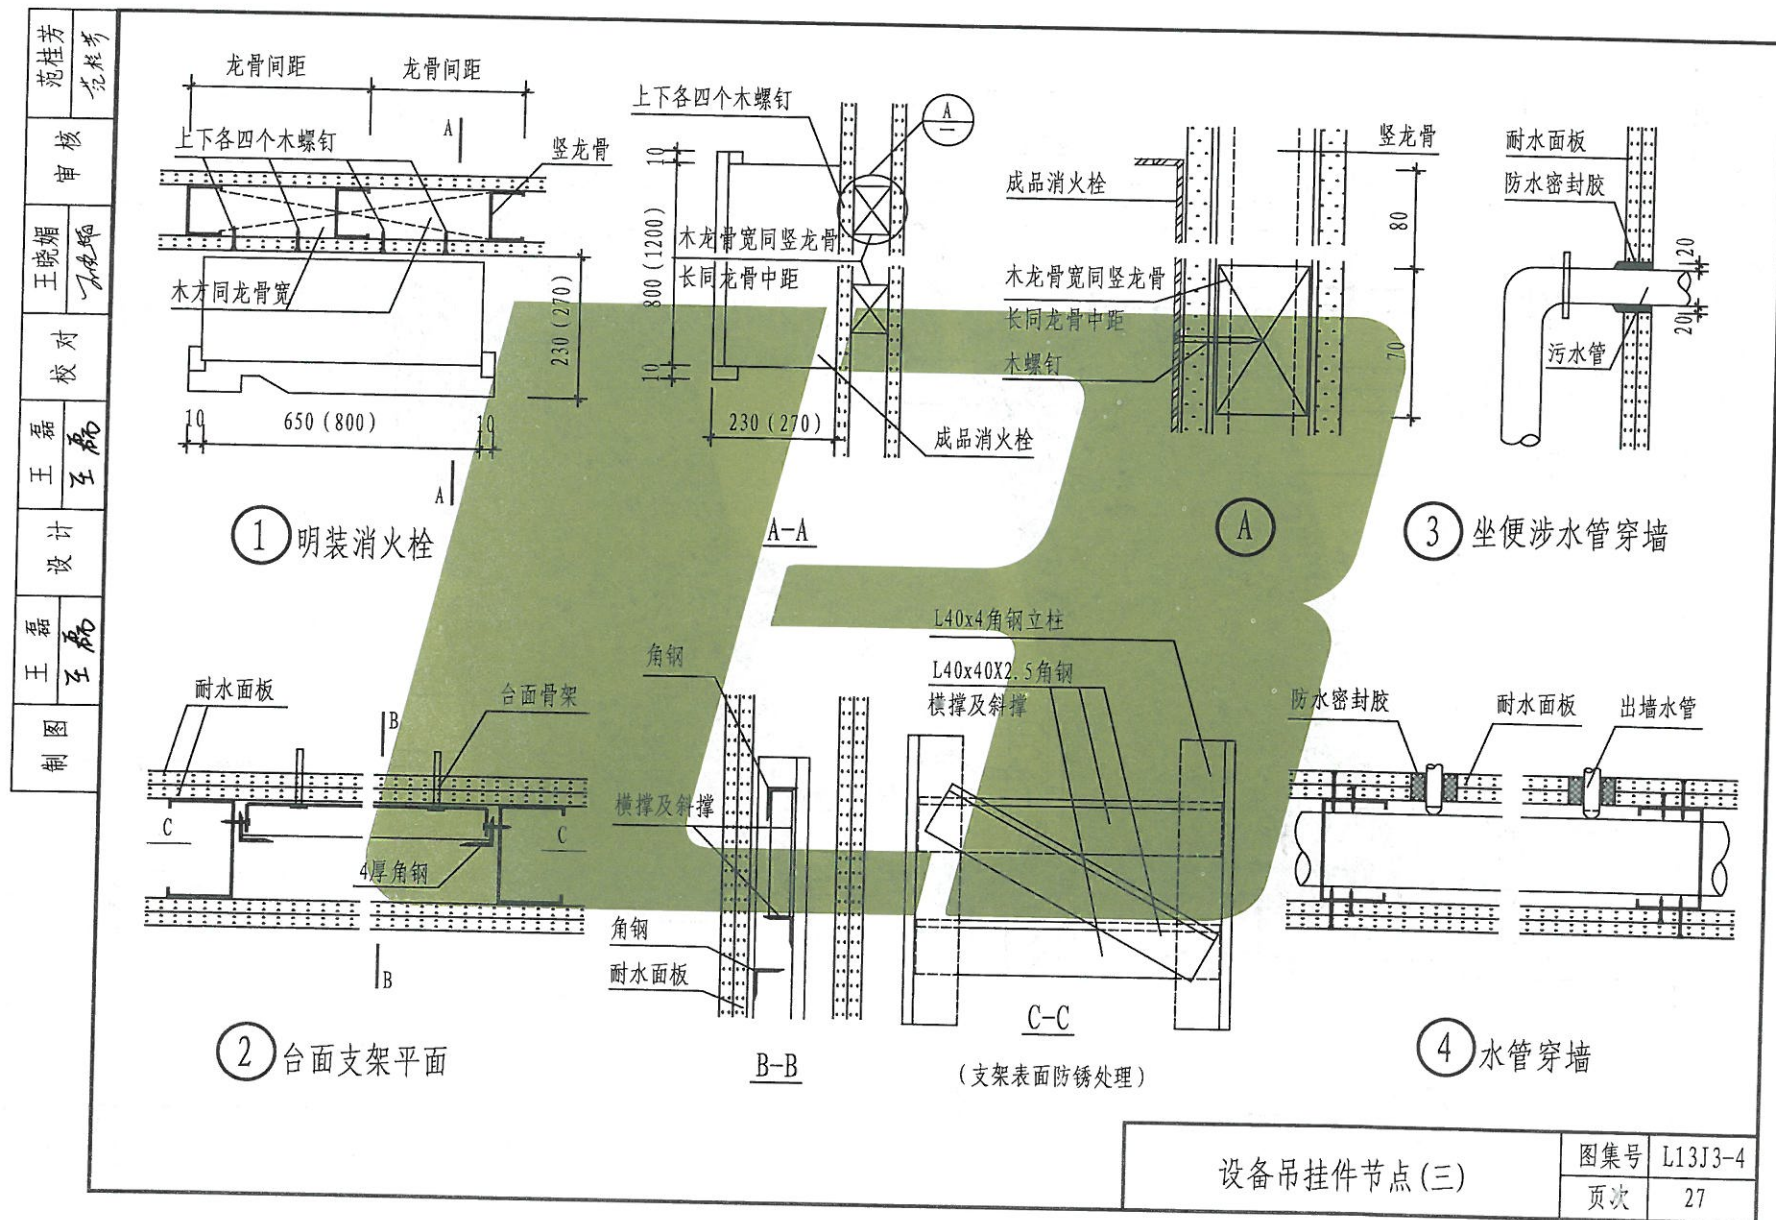 范桂芳
审核
王晓媚
校对
王磊
王磊
设计
王磊
王磊
制图
龙骨间距
龙骨间距
上下各四个木螺钉
A
竖龙骨
木方同龙骨宽
230(270)
10
650(800)
10
A
1 明装消火栓
上下各四个木螺钉
A
—
10
800(1200)
10
木龙骨宽同竖龙骨
长同龙骨中距
230(270)
成品消火栓
A-A
竖龙骨
成品消火栓
80
木龙骨宽同竖龙骨
长同龙骨中距
木螺钉
70
A
耐水面板
防水密封胶
20
20
污水管
3 坐便涉水管穿墙
耐水面板
B
台面骨架
C
C
4厚角钢
B
2 台面支架平面
角钢
横撑及斜撑
角钢
耐水面板
B-B
L40x4角钢立柱
L40x40X2.5角钢
横撑及斜撑
C-C
(支架表面防锈处理)
防水密封胶
耐水面板
出墙水管
4 水管穿墙
设备吊挂件节点(三)
图集号
L13J3-4
页次
27